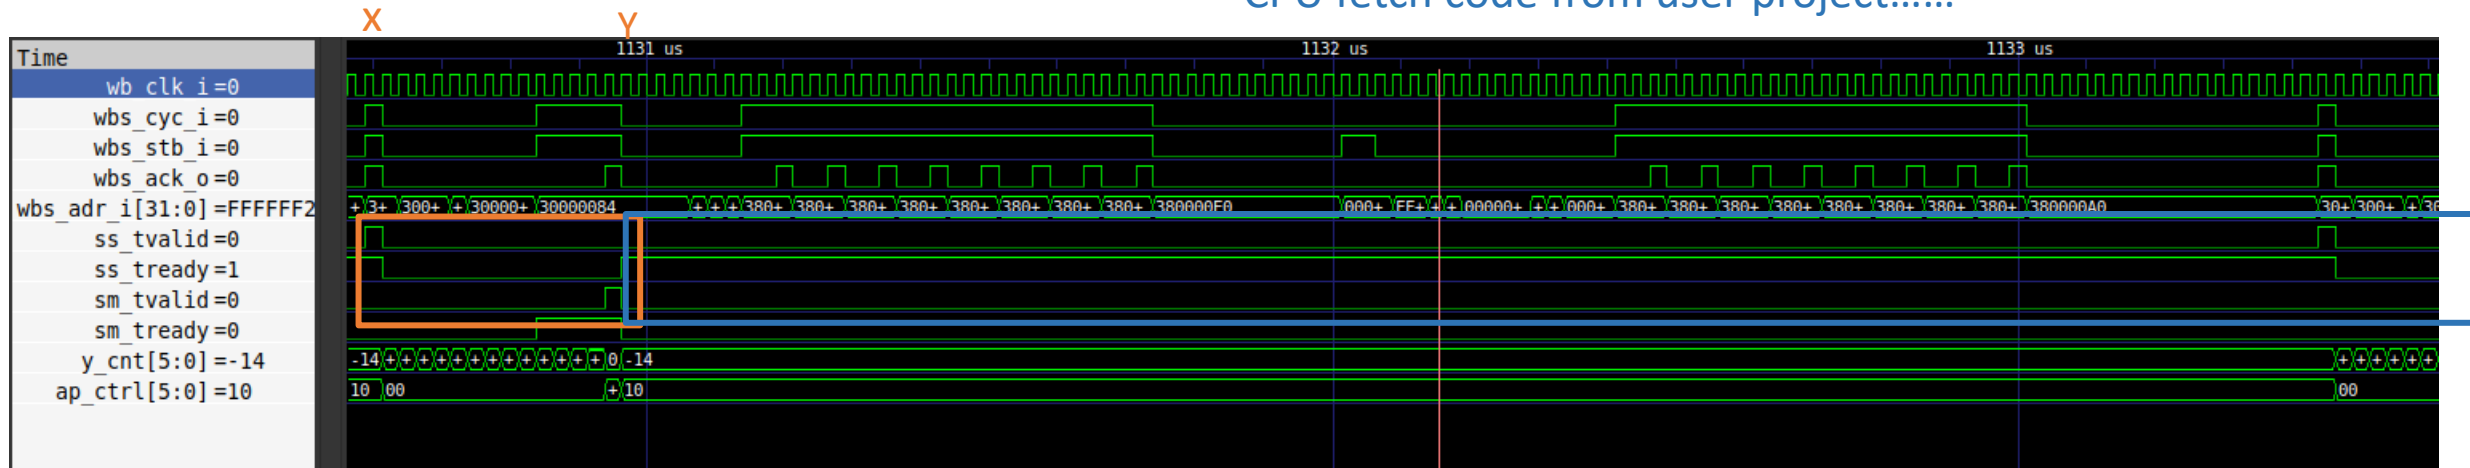 CPU fetch code from user project......
X
Y
Time
1131 us 1132 us 1133 us
wb_clk_i=0
wbs_cyc_i=0
wbs_stb_i=0
wbs_ack_o=0
wbs_adr_i[31:0]=FFFFFF2 + 3+ 300+ + 30000+ 30000084 + + + 380+ 380+ 380+ 380+ 380+ 380+ 380+ 380+ 380000E0 000+ FF+ + + 00000+ + + 000+ 380+ 380+ 380+ 380+ 380+ 380+ 380+ 380+ 380000A0 30+ 300+ + 30
ss_tvalid=0
ss_tready=1
sm_tvalid=0
sm_tready=0
y_cnt[5:0]=-14 -14 + + + + + + + + + + + + + 0 -14 + + + + + +
ap_ctrl[5:0]=10 10 00 + 10 00